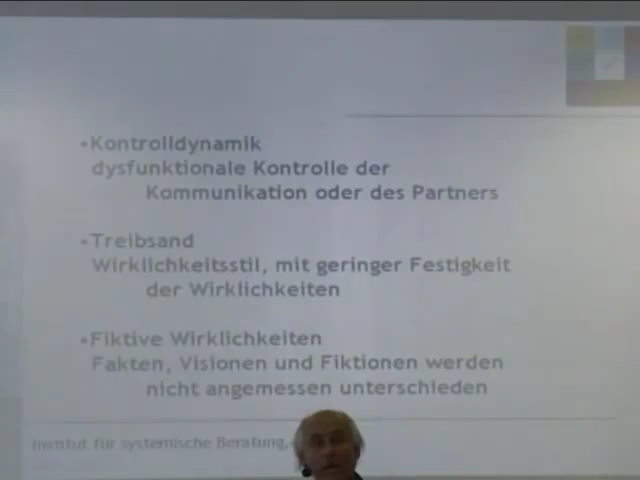 •Kontrolldynamik
dysfunktionale Kontrolle der
Kommunikation oder des Partners
•Treibsand
Wirklichkeitsstil, mit geringer Festigkeit
der Wirklichkeiten
•Fiktive Wirklichkeiten
Fakten, Visionen und Fiktionen werden
nicht angemessen unterschieden
Institut für systemische Beratung,